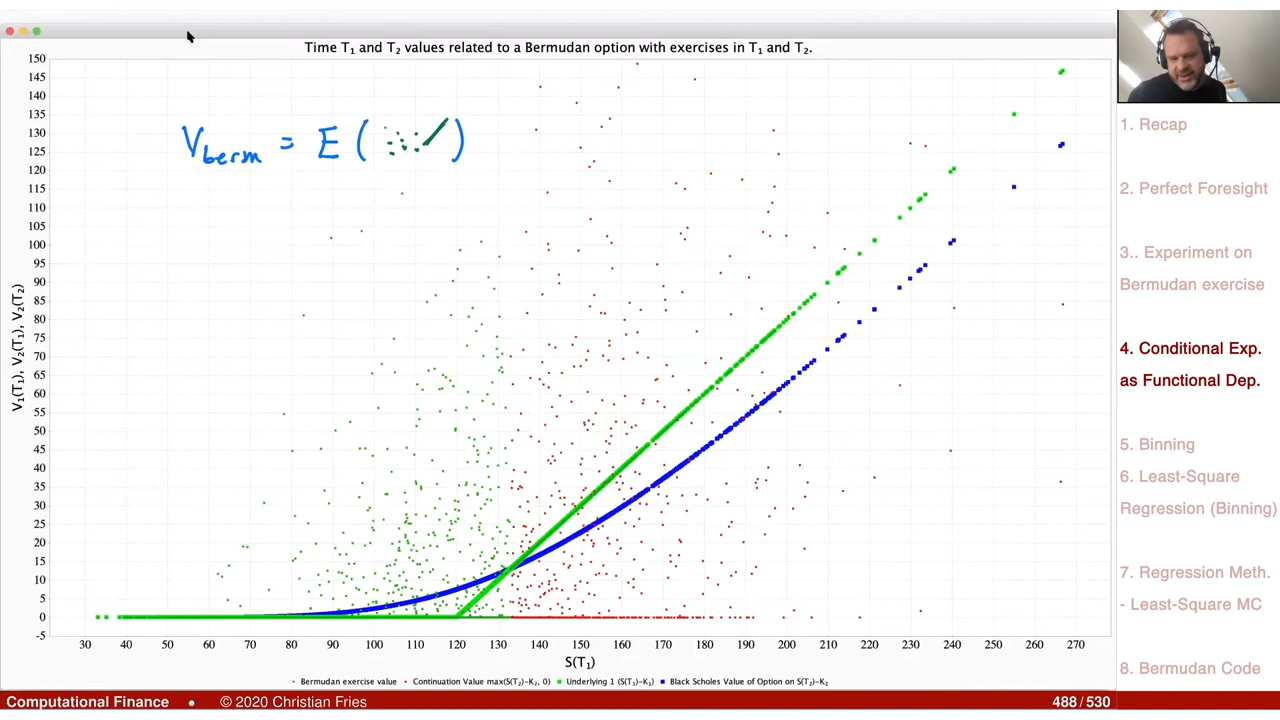 Time T₁ and T₂ values related to a Bermudan option with exercises in T₁ and T₂.
V_berm = E ( )
V₁(T₁), V₂(T₁), V₂(T₂)
150
145
140
135
130
125
120
115
110
105
100
95
90
85
80
75
70
65
60
55
50
45
40
35
30
25
20
15
10
5
0
-5
30 40 50 60 70 80 90 100 110 120 130 140 150 160 170 180 190 200 210 220 230 240 250 260 270
S(T₁)
Bermudan exercise value Continuation Value max(S(T₂)-K₂, 0) Underlying 1 (S(T₁)-K₁) Black Scholes Value of Option on S(T₂)-K₂
1. Recap
2. Perfect Foresight
3.. Experiment on
Bermudan exercise
4. Conditional Exp.
as Functional Dep.
5. Binning
6. Least-Square
Regression (Binning)
7. Regression Meth.
- Least-Square MC
8. Bermudan Code
Computational Finance • © 2020 Christian Fries 488 / 530